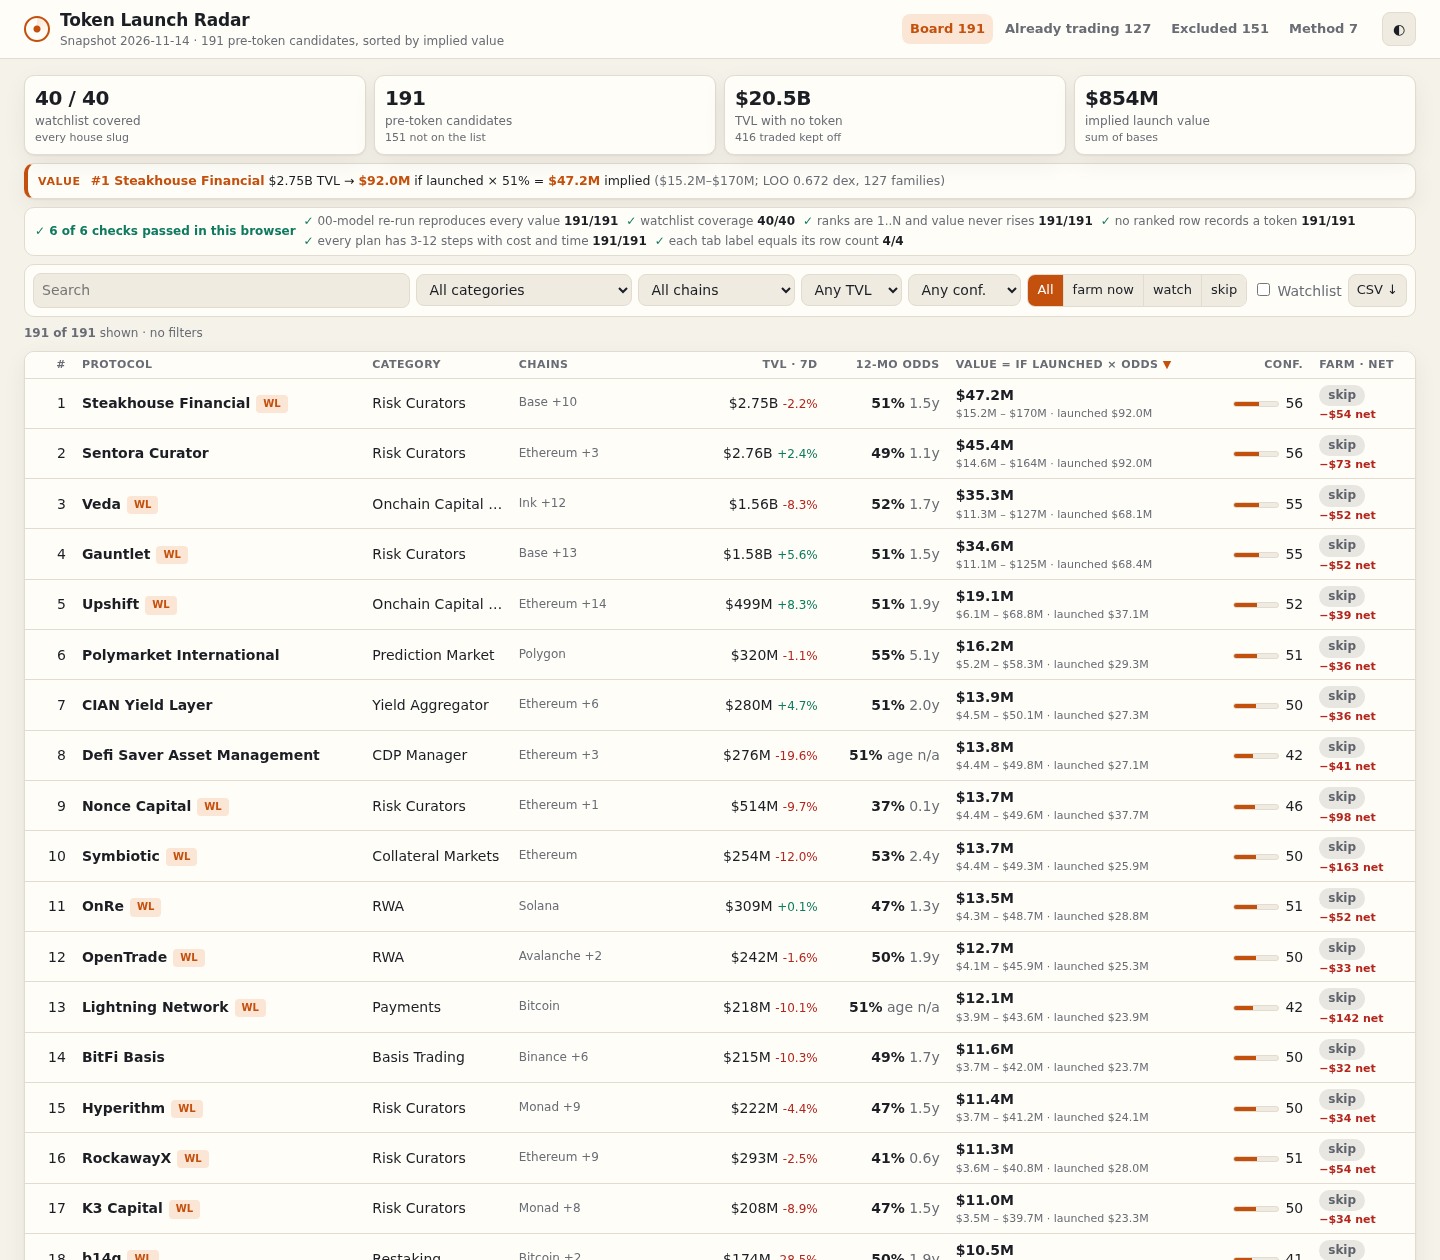 Token Launch Radar
Snapshot 2026-11-14 · 191 pre-token candidates, sorted by implied value
Board 191 Already trading 127 Excluded 151 Method 7 ◐
40 / 40
watchlist covered
every house slug
191
pre-token candidates
151 not on the list
$20.5B
TVL with no token
416 traded kept off
$854M
implied launch value
sum of bases
VALUE #1 Steakhouse Financial $2.75B TVL → $92.0M if launched × 51% = $47.2M implied ($15.2M–$170M; LOO 0.672 dex, 127 families)
✓ 6 of 6 checks passed in this browser
✓ 00-model re-run reproduces every value 191/191 ✓ watchlist coverage 40/40 ✓ ranks are 1..N and value never rises 191/191 ✓ no ranked row records a token 191/191
✓ every plan has 3-12 steps with cost and time 191/191 ✓ each tab label equals its row count 4/4
Search All categories All chains Any TVL Any conf. All farm now watch skip Watchlist CSV ↓
191 of 191 shown · no filters
# PROTOCOL CATEGORY CHAINS TVL · 7D 12-MO ODDS VALUE = IF LAUNCHED × ODDS ▼ CONF. FARM · NET
1 Steakhouse Financial WL Risk Curators Base +10 $2.75B -2.2% 51% 1.5y $47.2M 56 skip
$15.2M – $170M · launched $92.0M −$54 net
2 Sentora Curator Risk Curators Ethereum +3 $2.76B +2.4% 49% 1.1y $45.4M 56 skip
$14.6M – $164M · launched $92.0M −$73 net
3 Veda WL Onchain Capital ... Ink +12 $1.56B -8.3% 52% 1.7y $35.3M 55 skip
$11.3M – $127M · launched $68.1M −$52 net
4 Gauntlet WL Risk Curators Base +13 $1.58B +5.6% 51% 1.5y $34.6M 55 skip
$11.1M – $125M · launched $68.4M −$52 net
5 Upshift WL Onchain Capital ... Ethereum +14 $499M +8.3% 51% 1.9y $19.1M 52 skip
$6.1M – $68.8M · launched $37.1M −$39 net
6 Polymarket International Prediction Market Polygon $320M -1.1% 55% 5.1y $16.2M 51 skip
$5.2M – $58.3M · launched $29.3M −$36 net
7 CIAN Yield Layer Yield Aggregator Ethereum +6 $280M +4.7% 51% 2.0y $13.9M 50 skip
$4.5M – $50.1M · launched $27.3M −$36 net
8 Defi Saver Asset Management CDP Manager Ethereum +3 $276M -19.6% 51% age n/a $13.8M 42 skip
$4.4M – $49.8M · launched $27.1M −$41 net
9 Nonce Capital WL Risk Curators Ethereum +1 $514M -9.7% 37% 0.1y $13.7M 46 skip
$4.4M – $49.6M · launched $37.7M −$98 net
10 Symbiotic WL Collateral Markets Ethereum $254M -12.0% 53% 2.4y $13.7M 50 skip
$4.4M – $49.3M · launched $25.9M −$163 net
11 OnRe WL RWA Solana $309M +0.1% 47% 1.3y $13.5M 51 skip
$4.3M – $48.7M · launched $28.8M −$52 net
12 OpenTrade WL RWA Avalanche +2 $242M -1.6% 50% 1.9y $12.7M 50 skip
$4.1M – $45.9M · launched $25.3M −$33 net
13 Lightning Network WL Payments Bitcoin $218M -10.1% 51% age n/a $12.1M 42 skip
$3.9M – $43.6M · launched $23.9M −$142 net
14 BitFi Basis Basis Trading Binance +6 $215M -10.3% 49% 1.7y $11.6M 50 skip
$3.7M – $42.0M · launched $23.7M −$32 net
15 Hyperithm WL Risk Curators Monad +9 $222M -4.4% 47% 1.5y $11.4M 50 skip
$3.7M – $41.2M · launched $24.1M −$34 net
16 RockawayX WL Risk Curators Ethereum +9 $293M -2.5% 41% 0.6y $11.3M 51 skip
$3.6M – $40.8M · launched $28.0M −$54 net
17 K3 Capital WL Risk Curators Monad +8 $208M -8.9% 47% 1.5y $11.0M 50 skip
$3.5M – $39.7M · launched $23.3M −$34 net
18 b14g WL Restaking Bitcoin +2 $174M -28.5% 50% 1.9y $10.5M 41 skip